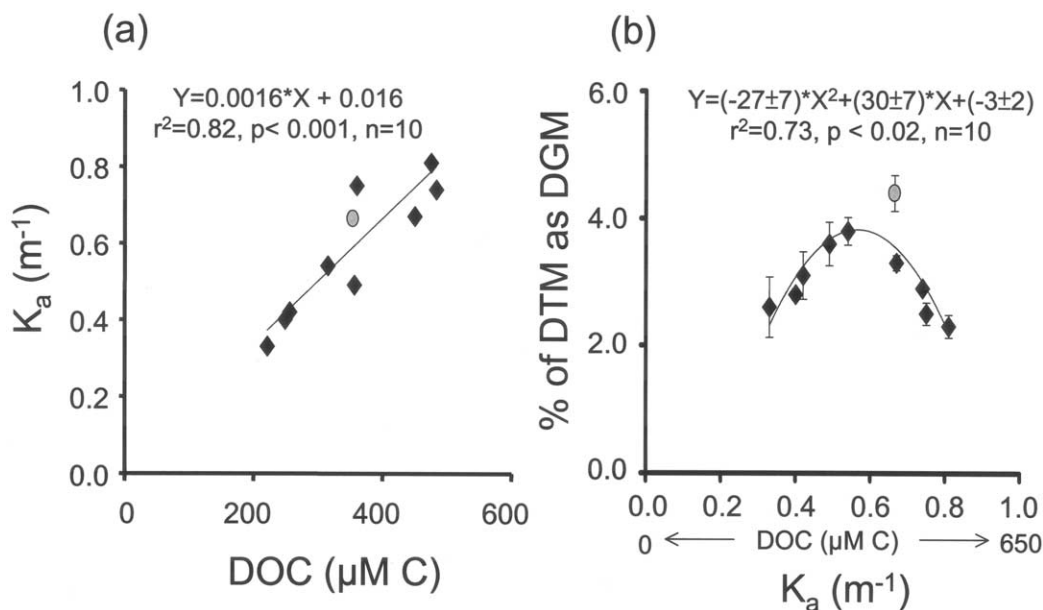 (a)
Y=0.0016*X + 0.016
r²=0.82, p< 0.001, n=10
1.0
0.8
0.6
0.4
0.2
0.0
Kₐ (m⁻¹)
0 200 400 600
DOC (µM C)
(b)
Y=(-27±7)*X²+(30±7)*X+(-3±2)
r²=0.73, p < 0.02, n=10
6.0
4.0
2.0
0.0
% of DTM as DGM
0.0 0.2 0.4 0.6 0.8 1.0
0 ← DOC (µM C) → 650
Kₐ (m⁻¹)